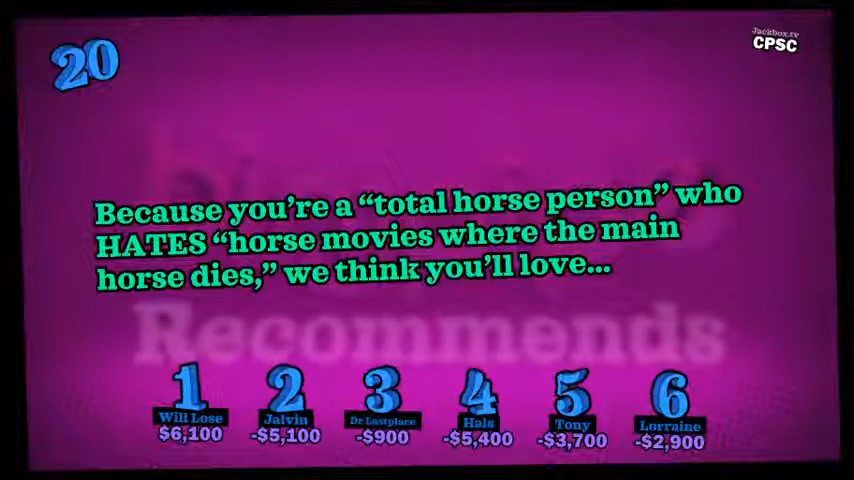 20
Jackbox.tv
CPSC
Because you're a “total horse person” who
HATES “horse movies where the main
horse dies,” we think you'll love...
Recommends
1 2 3 4 5 6
Will Lose Jalvin Dr Lastplace Hals Tony Lorraine
$6,100 -$5,100 -$900 -$5,400 -$3,700 -$2,900